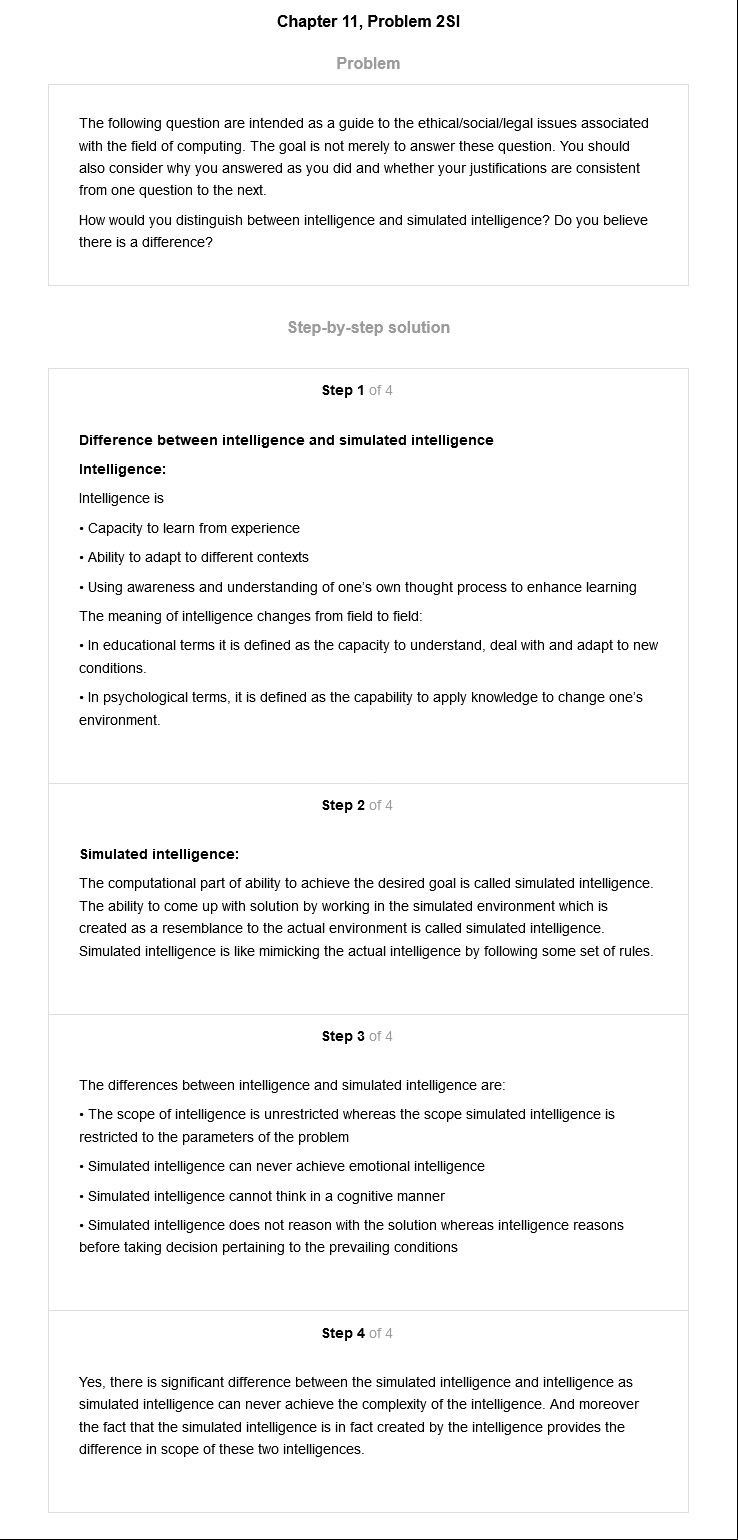 Chapter 11, Problem 2SI
Problem
The following question are intended as a guide to the ethical/social/legal issues associated
with the field of computing. The goal is not merely to answer these question. You should
also consider why you answered as you did and whether your justifications are consistent
from one question to the next.
How would you distinguish between intelligence and simulated intelligence? Do you believe
there is a difference?
Step-by-step solution
Step 1 of 4
Difference between intelligence and simulated intelligence
Intelligence:
Intelligence is
• Capacity to learn from experience
• Ability to adapt to different contexts
• Using awareness and understanding of one's own thought process to enhance learning
The meaning of intelligence changes from field to field:
• In educational terms it is defined as the capacity to understand, deal with and adapt to new
conditions.
• In psychological terms, it is defined as the capability to apply knowledge to change one's
environment.
Step 2 of 4
Simulated intelligence:
The computational part of ability to achieve the desired goal is called simulated intelligence.
The ability to come up with solution by working in the simulated environment which is
created as a resemblance to the actual environment is called simulated intelligence.
Simulated intelligence is like mimicking the actual intelligence by following some set of rules.
Step 3 of 4
The differences between intelligence and simulated intelligence are:
• The scope of intelligence is unrestricted whereas the scope simulated intelligence is
restricted to the parameters of the problem
• Simulated intelligence can never achieve emotional intelligence
• Simulated intelligence cannot think in a cognitive manner
• Simulated intelligence does not reason with the solution whereas intelligence reasons
before taking decision pertaining to the prevailing conditions
Step 4 of 4
Yes, there is significant difference between the simulated intelligence and intelligence as
simulated intelligence can never achieve the complexity of the intelligence. And moreover
the fact that the simulated intelligence is in fact created by the intelligence provides the
difference in scope of these two intelligences.